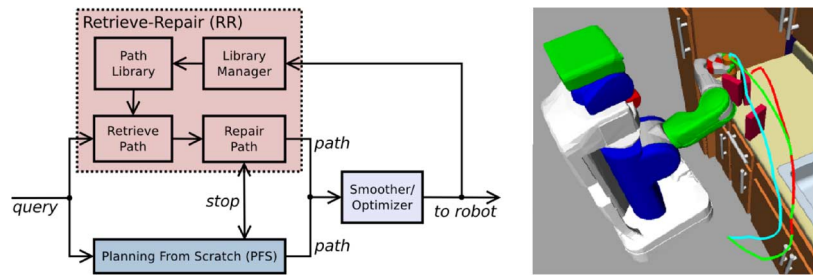 Retrieve-Repair (RR)
Path
Library
Library
Manager
Retrieve
Path
Repair
Path
path
query
stop
Smoother/
Optimizer
to robot
Planning From Scratch (PFS)
path